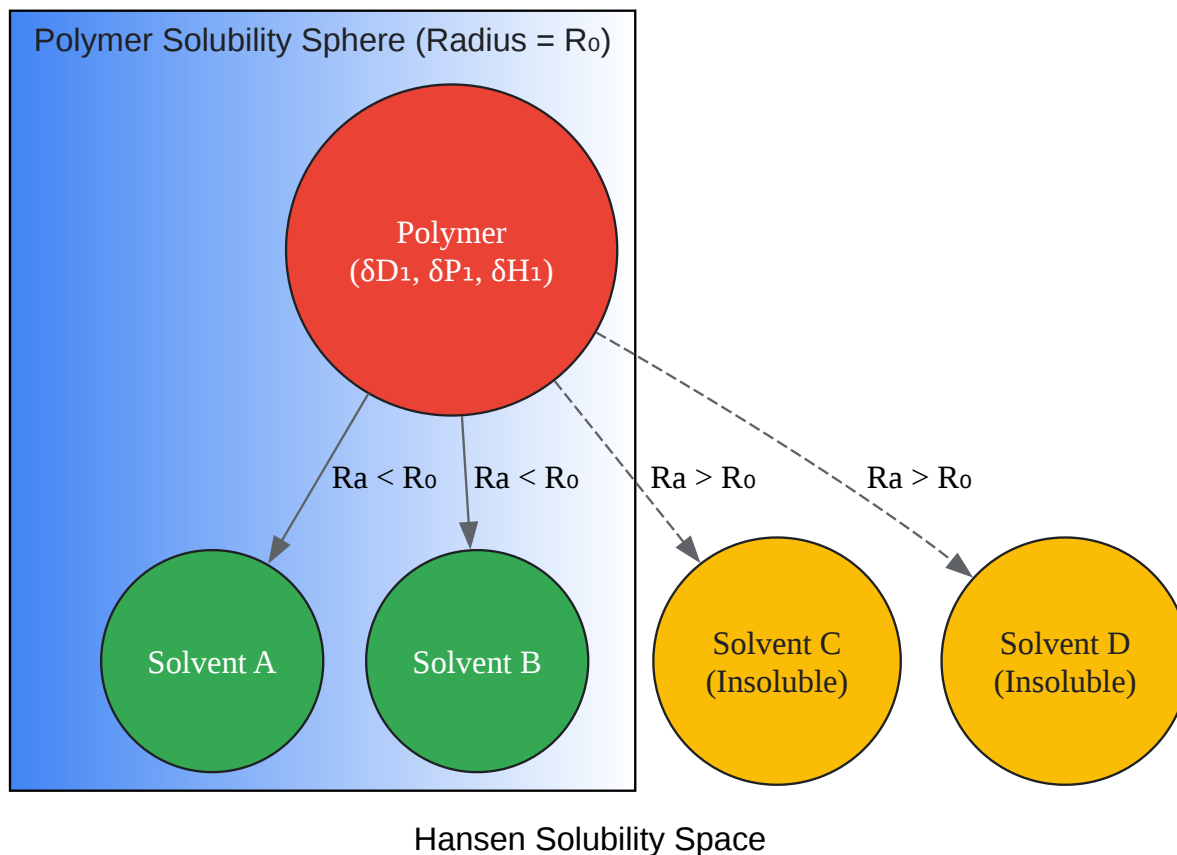 Polymer Solubility Sphere (Radius = R₀)
Polymer
(δD₁, δP₁, δH₁)
Ra < R₀
Ra < R₀
Ra > R₀
Ra > R₀
Solvent A
Solvent B
Solvent C
(Insoluble)
Solvent D
(Insoluble)
Hansen Solubility Space